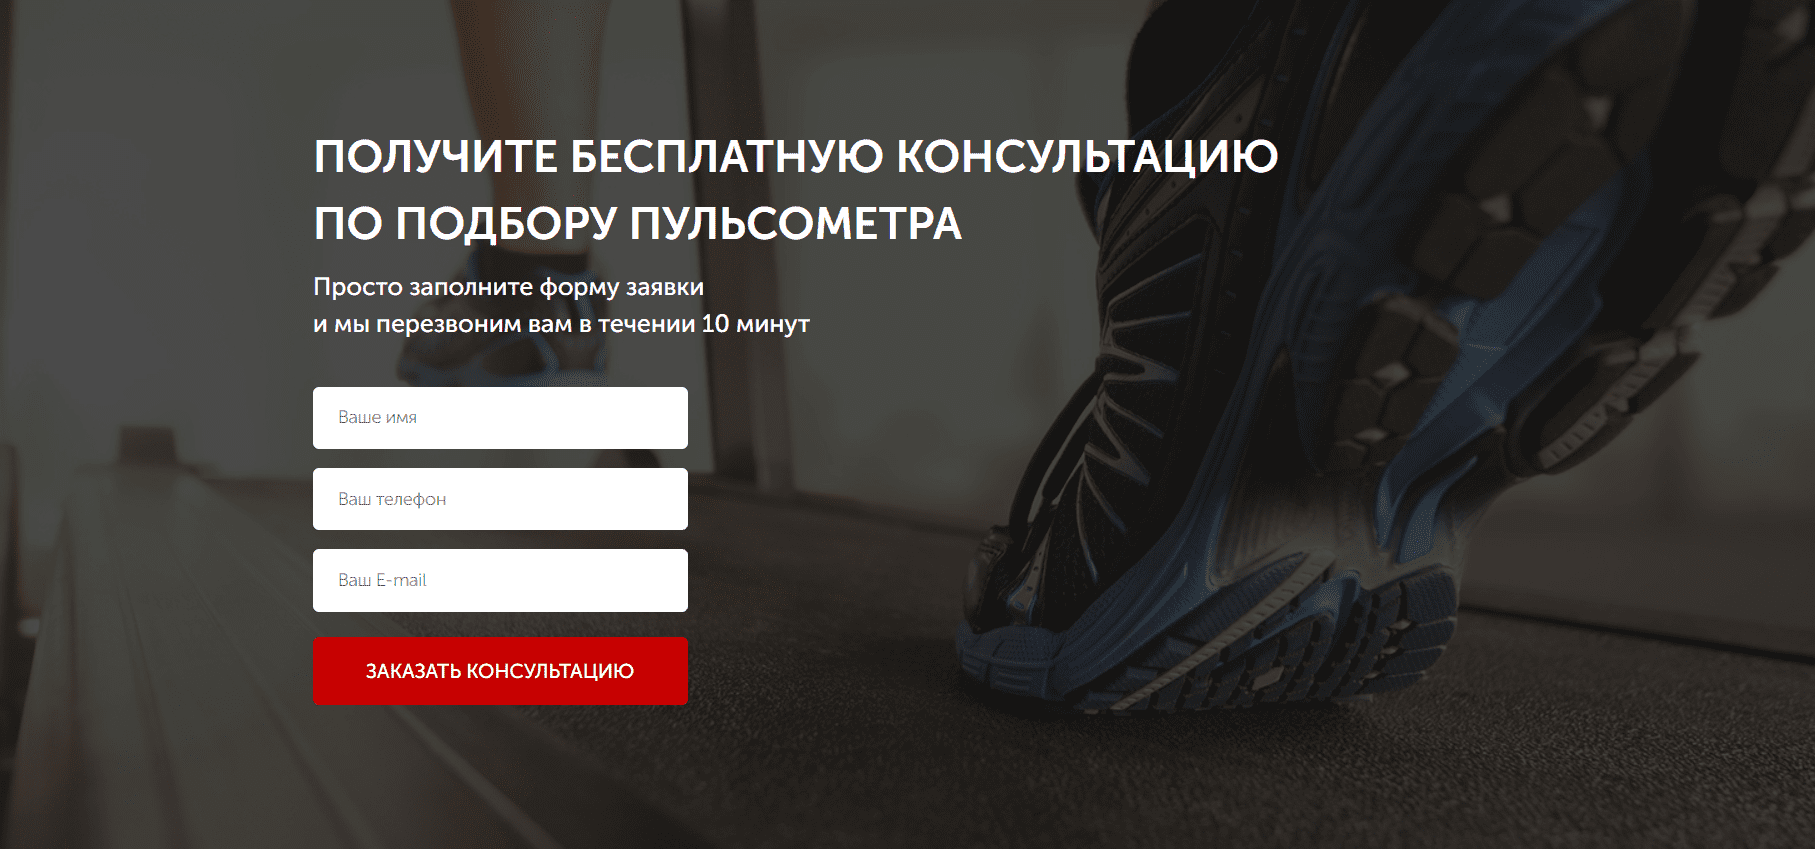 ПОЛУЧИТЕ БЕСПЛАТНУЮ КОНСУЛЬТАЦИЮ
ПО ПОДБОРУ ПУЛЬСОМЕТРА
Просто заполните форму заявки
и мы перезвоним вам в течении 10 минут
Ваше имя
Ваш телефон
Ваш E-mail
ЗАКАЗАТЬ КОНСУЛЬТАЦИЮ